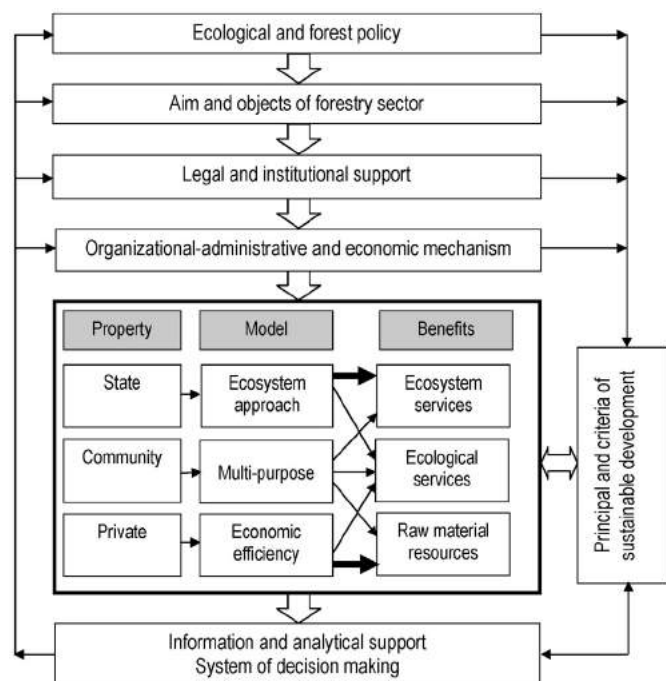 Ecological and forest policy
Aim and objects of forestry sector
Legal and institutional support
Organizational-administrative and economic mechanism
Property
Model
Benefits
State
Ecosystem
approach
Ecosystem
services
Community
Multi-purpose
Ecological
services
Private
Economic
efficiency
Raw material
resources
Principal and criteria of
sustainable development
Information and analytical support
System of decision making